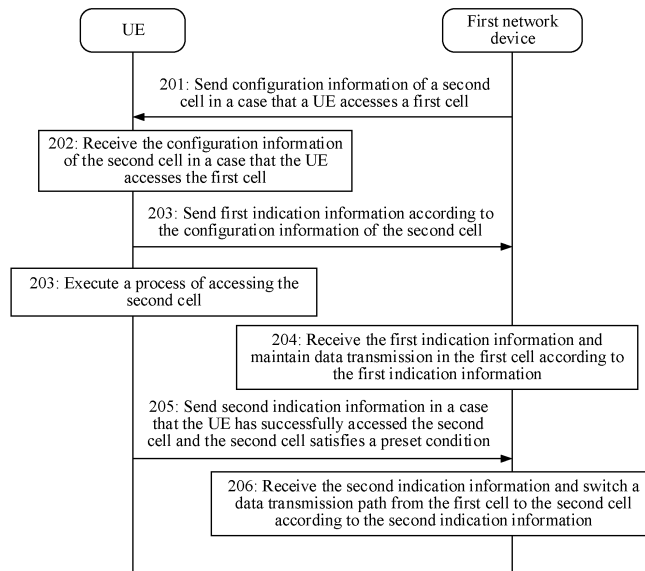 UE
First network
device
201: Send configuration information of a second
cell in a case that a UE accesses a first cell
202: Receive the configuration information
of the second cell in a case that the UE
accesses the first cell
203: Send first indication information according to
the configuration information of the second cell
203: Execute a process of accessing the
second cell
204: Receive the first indication information and
maintain data transmission in the first cell according to
the first indication information
205: Send second indication information in a case
that the UE has successfully accessed the second
cell and the second cell satisfies a preset condition
206: Receive the second indication information and switch a
data transmission path from the first cell to the second cell
according to the second indication information